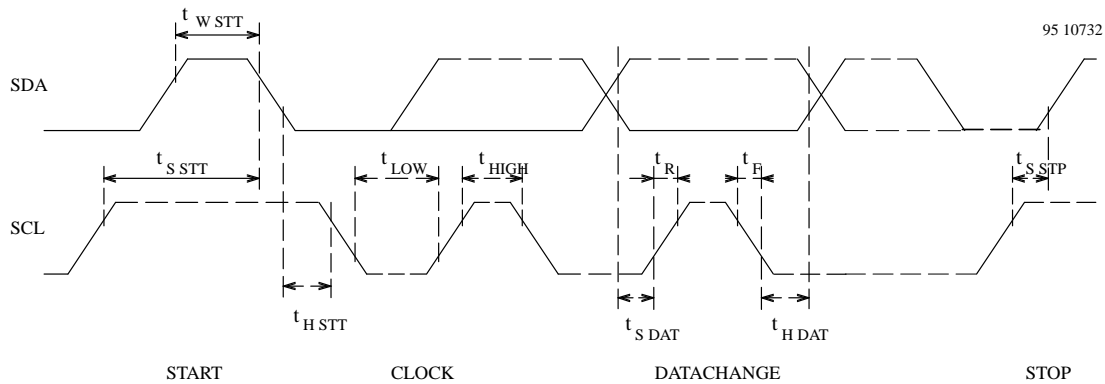 t W STT
95 10732
SDA
t S STT
t LOW
t HIGH
t R
t F
t S STP
SCL
t H STT
t S DAT
t H DAT
START
CLOCK
DATACHANGE
STOP